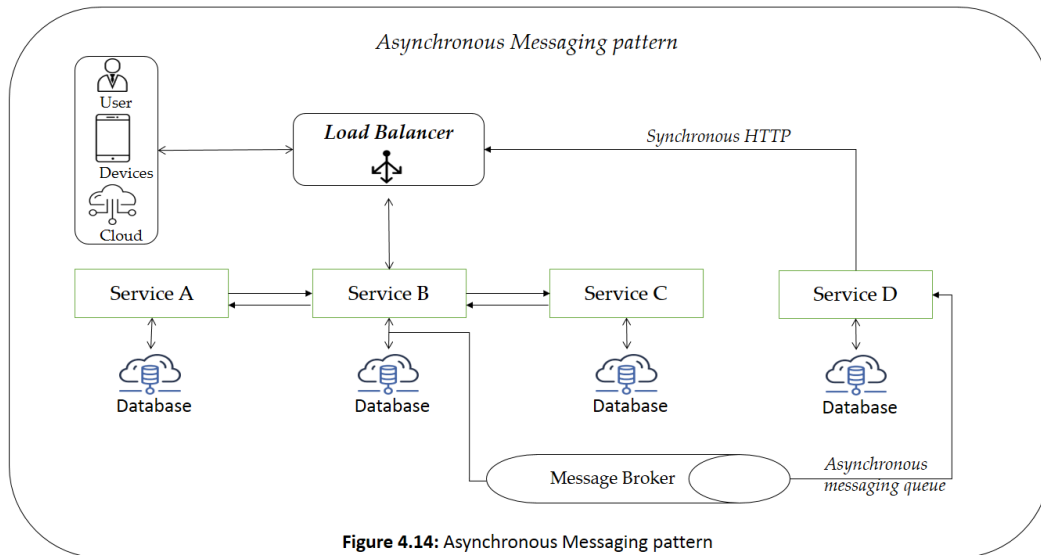 Asynchronous Messaging pattern
User
Devices
Cloud
Load Balancer
Synchronous HTTP
Service A
Service B
Service C
Service D
Database
Database
Database
Database
Message Broker
Asynchronous
messaging queue
Figure 4.14: Asynchronous Messaging pattern